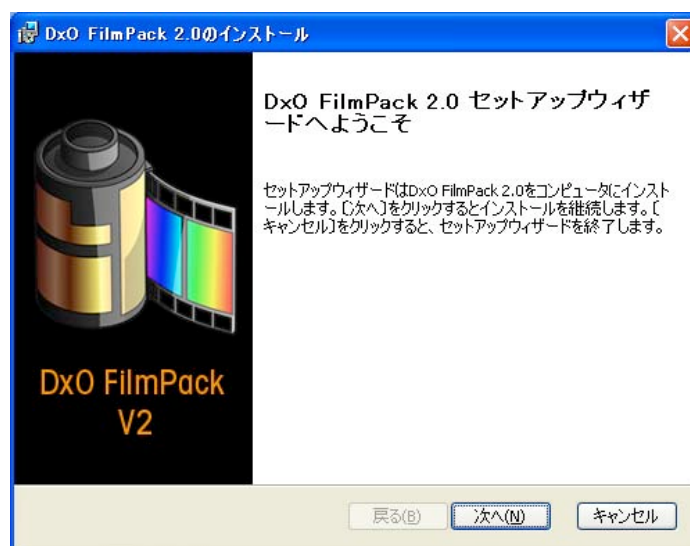 DxO FilmPack 2.0のインストール
DxO FilmPack 2.0 セットアップウィザ
ードへようこそ
セットアップウィザードはDxO FilmPack 2.0をコンピュータにインスト
ールします。[次へ]をクリックするとインストールを継続します。[
キャンセル]をクリックすると、セットアップウィザードを終了します。
DxO FilmPack
V2
戻る(B)
次へ(N)
キャンセル